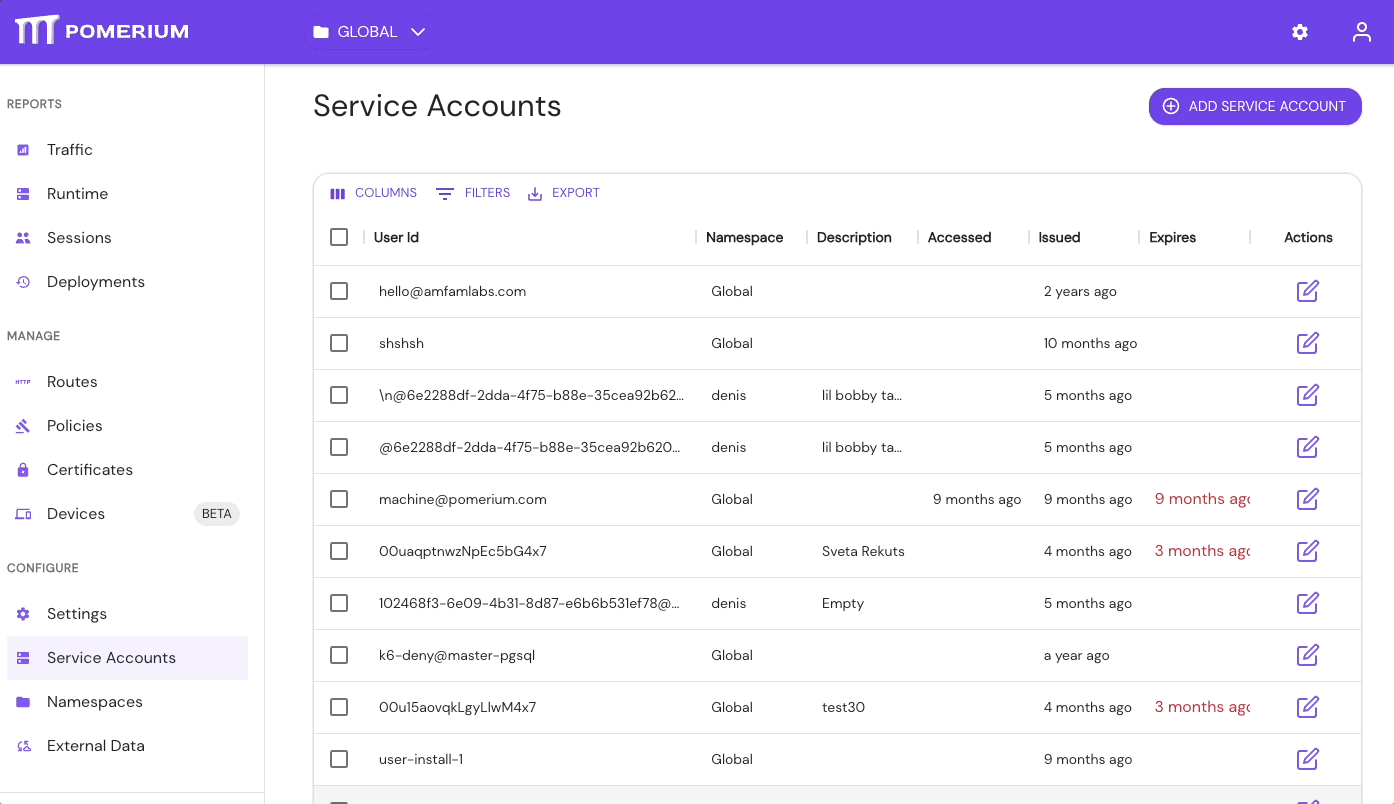 POMERIUM
GLOBAL
REPORTS
Traffic
Runtime
Sessions
Deployments
MANAGE
HTTP Routes
Policies
Certificates
Devices BETA
CONFIGURE
Settings
Service Accounts
Namespaces
External Data
Service Accounts
ADD SERVICE ACCOUNT
COLUMNS FILTERS EXPORT
User Id Namespace Description Accessed Issued Expires Actions
hello@amfamlabs.com Global 2 years ago
shshsh Global 10 months ago
\n@6e2288df-2dda-4f75-b88e-35cea92b62... denis lil bobby ta... 5 months ago
@6e2288df-2dda-4f75-b88e-35cea92b620... denis lil bobby ta... 5 months ago
machine@pomerium.com Global 9 months ago 9 months ago 9 months ago
00uaqptnwzNpEc5bG4x7 Global Sveta Rekuts 4 months ago 3 months ago
102468f3-6e09-4b31-8d87-e6b6b531ef78@... denis Empty 5 months ago
k6-deny@master-pgsql Global a year ago
00u15aovqkLgyLlwM4x7 Global test30 4 months ago 3 months ago
user-install-1 Global 9 months ago